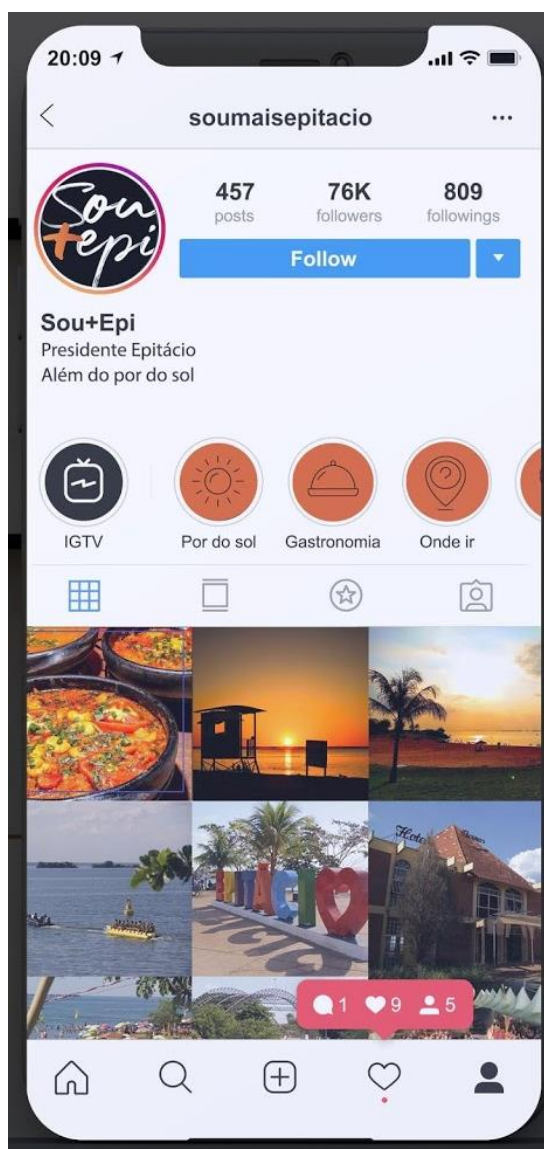 20:09
soumaisepitacio
Sou
+epi
457 76K 809
posts followers followings
Follow
Sou+Epi
Presidente Epitácio
Além do por do sol
IGTV Por do sol Gastronomia Onde ir
Hotel
1 9 5